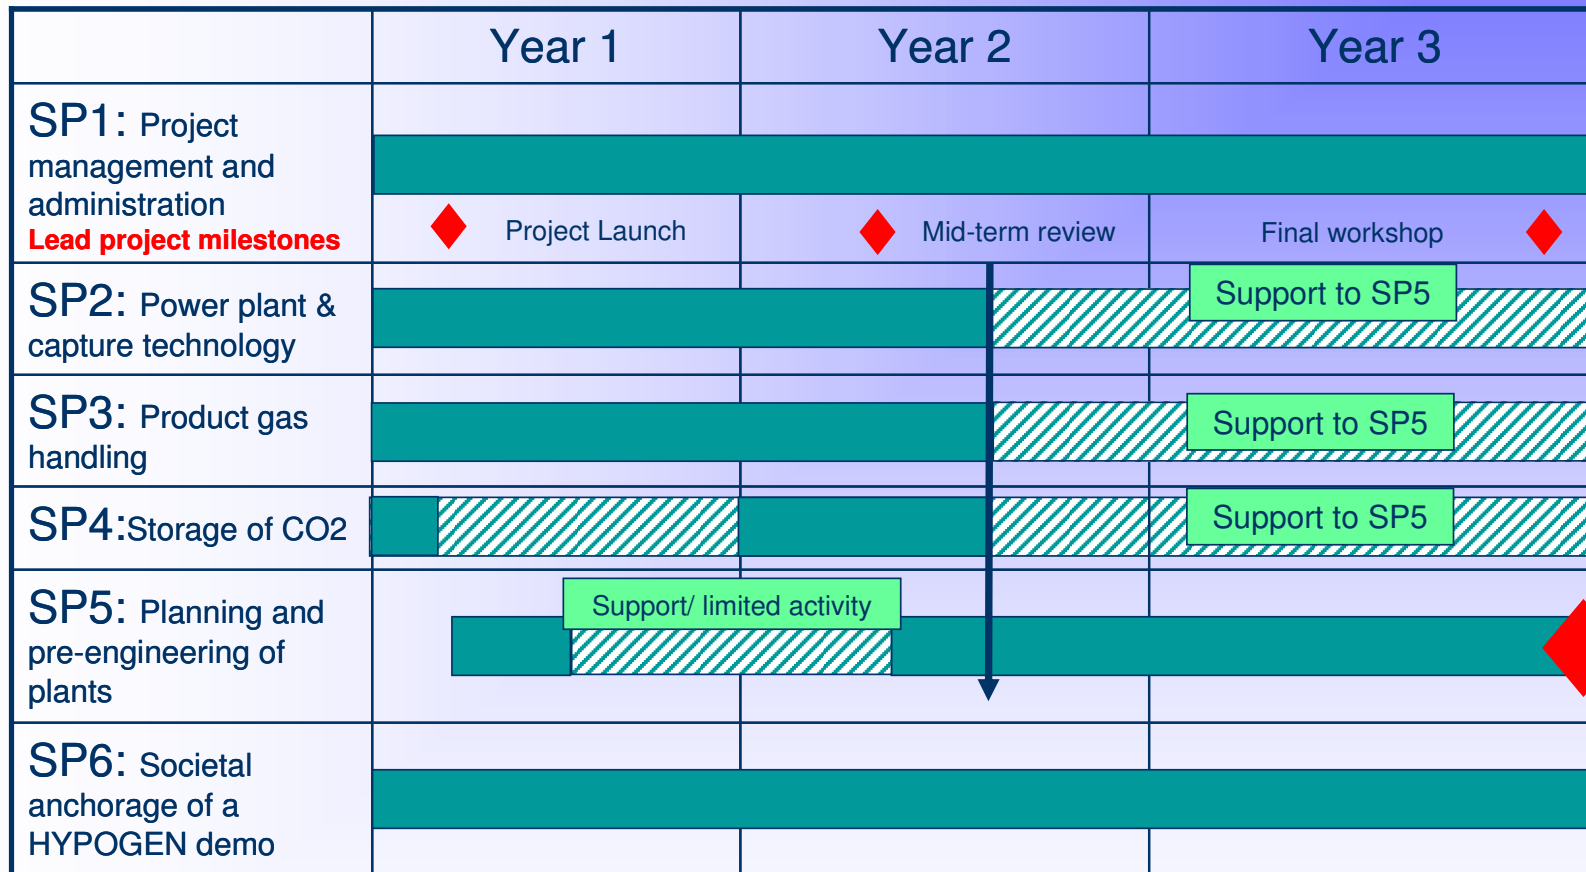 Year 1 Year 2 Year 3
SP1: Project
management and
administration
Lead project milestones
Project Launch Mid-term review Final workshop
SP2: Power plant &
capture technology
Support to SP5
SP3: Product gas
handling
Support to SP5
SP4:Storage of CO2
Support to SP5
SP5: Planning and
pre-engineering of
plants
Support/ limited activity
SP6: Societal
anchorage of a
HYPOGEN demo